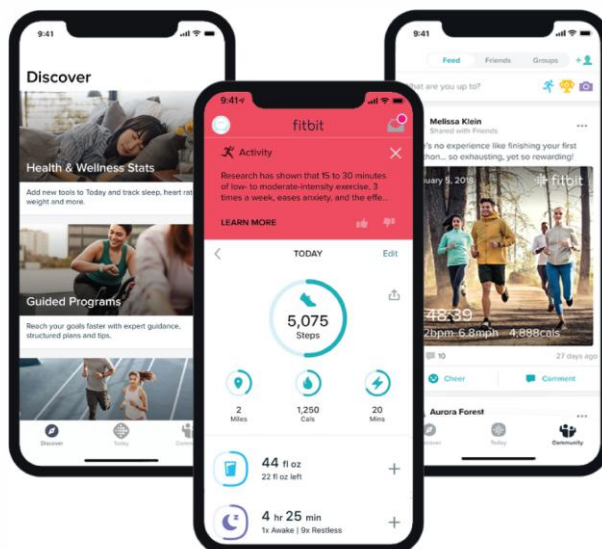 9:41
Discover
Health & Wellness Stats
Add new tools to Today and track sleep, heart rat
weight and more.
Guided Programs
Reach your goals faster with expert guidance,
structured plans and tips.
Discover
Today
9:41
fitbit
Activity
Research has shown that 15 to 30 minutes
of low- to moderate-intensity exercise, 3
times a week, eases anxiety, and the effe...
LEARN MORE
TODAY
Edit
5,075
Steps
2
Miles
1,250
Cals
20
Mins
44 fl oz
22 fl oz left
4 hr 25 min
1x Awake | 9x Restless
9:41
Feed
Friends
Groups
are you up to?
Melissa Klein
Shared with Friends
no experience like finishing your first
so exhausting, yet so rewarding!
5, 2018
fitbit
48:39
2bpm 6.8mph 4,888cals
10
27 days ago
Cheer
Comment
Aurora Forest
Today
Community